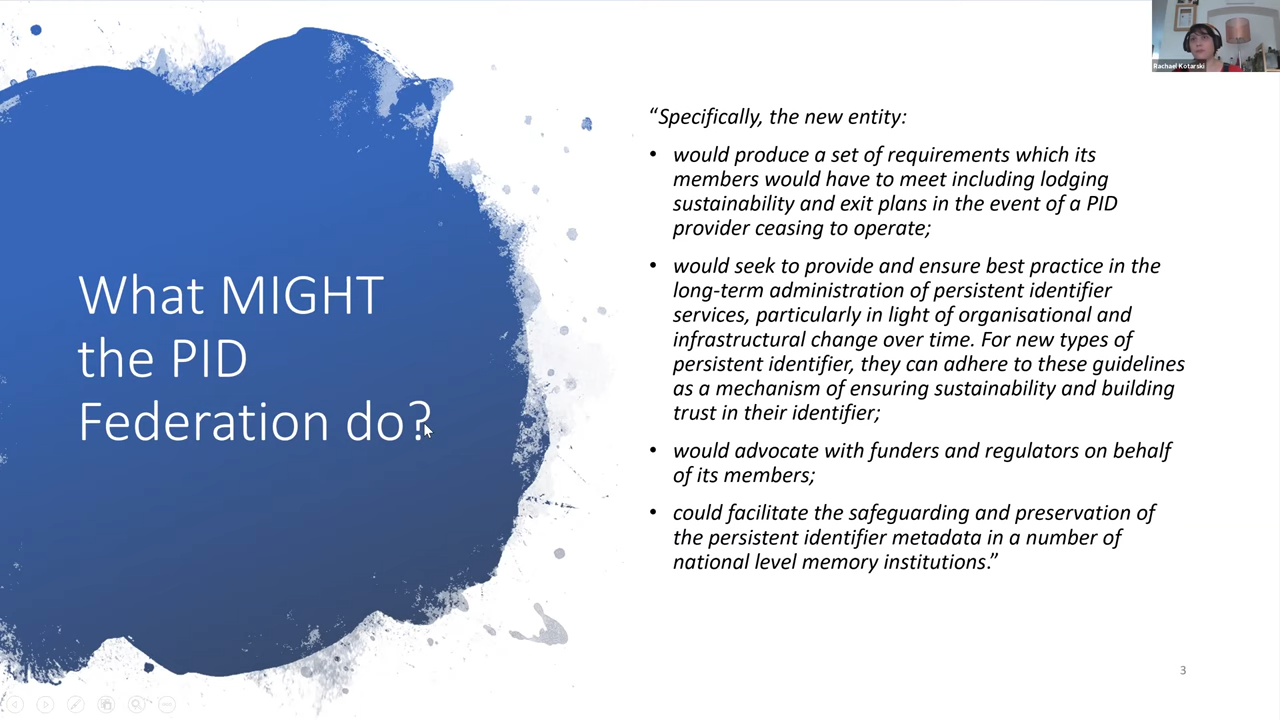 Rachael Kotarski
What MIGHT
the PID
Federation do?
“Specifically, the new entity:
• would produce a set of requirements which its
members would have to meet including lodging
sustainability and exit plans in the event of a PID
provider ceasing to operate;
• would seek to provide and ensure best practice in the
long-term administration of persistent identifier
services, particularly in light of organisational and
infrastructural change over time. For new types of
persistent identifier, they can adhere to these guidelines
as a mechanism of ensuring sustainability and building
trust in their identifier;
• would advocate with funders and regulators on behalf
of its members;
• could facilitate the safeguarding and preservation of
the persistent identifier metadata in a number of
national level memory institutions.”
3